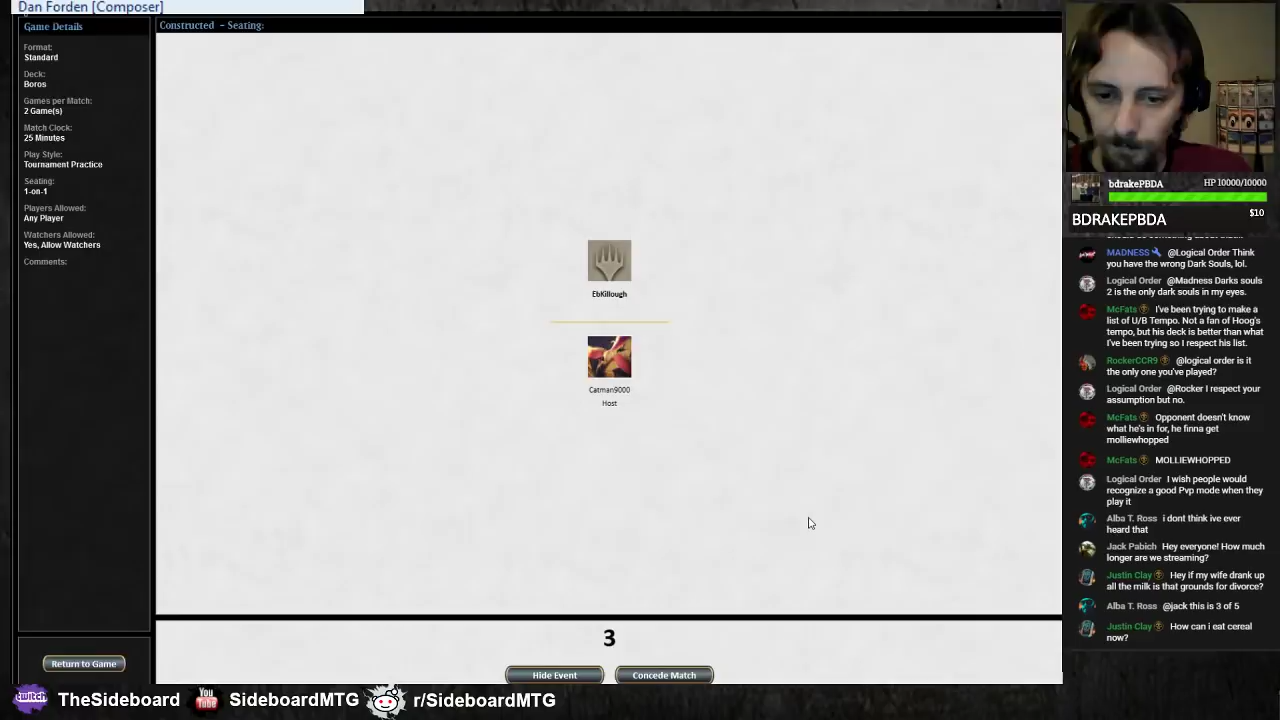 Dan Forden [Composer]
Game Details
Format:
Standard
Deck:
Boros
Games per Match:
2 Game(s)
Match Clock:
25 Minutes
Play Style:
Tournament Practice
Seating:
1-on-1
Players Allowed:
Any Player
Watchers Allowed:
Yes, Allow Watchers
Comments:
Return to Game
Constructed - Seating:
EbKillough
Catman9000
Host
3
Hide Event
Concede Match
bdrakePBDA HP 10000/10000
BDRAKEPBDA $10
MADNESS @Logical Order Think
you have the wrong Dark Souls, lol.
Logical Order @Madness Darks souls
2 is the only dark souls in my eyes.
McFats I've been trying to make a
list of U/B Tempo. Not a fan of Hoog's
tempo, but his deck is better than what
I've been trying so I respect his list.
RockerCCR9 @logical order is it
the only one you've played?
Logical Order @Rocker I respect your
assumption but no.
McFats Opponent doesn't know
what he's in for, he finna get
molliewhopped
McFats MOLLIEWHOPPED
Logical Order I wish people would
recognize a good Pvp mode when they
play it
Alba T. Ross i dont think ive ever
heard that
Jack Pabich Hey everyone! How much
longer are we streaming?
Justin Clay Hey if my wife drank up
all the milk is that grounds for divorce?
Alba T. Ross @jack this is 3 of 5
Justin Clay How can i eat cereal
now?
twitch TheSideboard You Tube SideboardMTG r/SideboardMTG